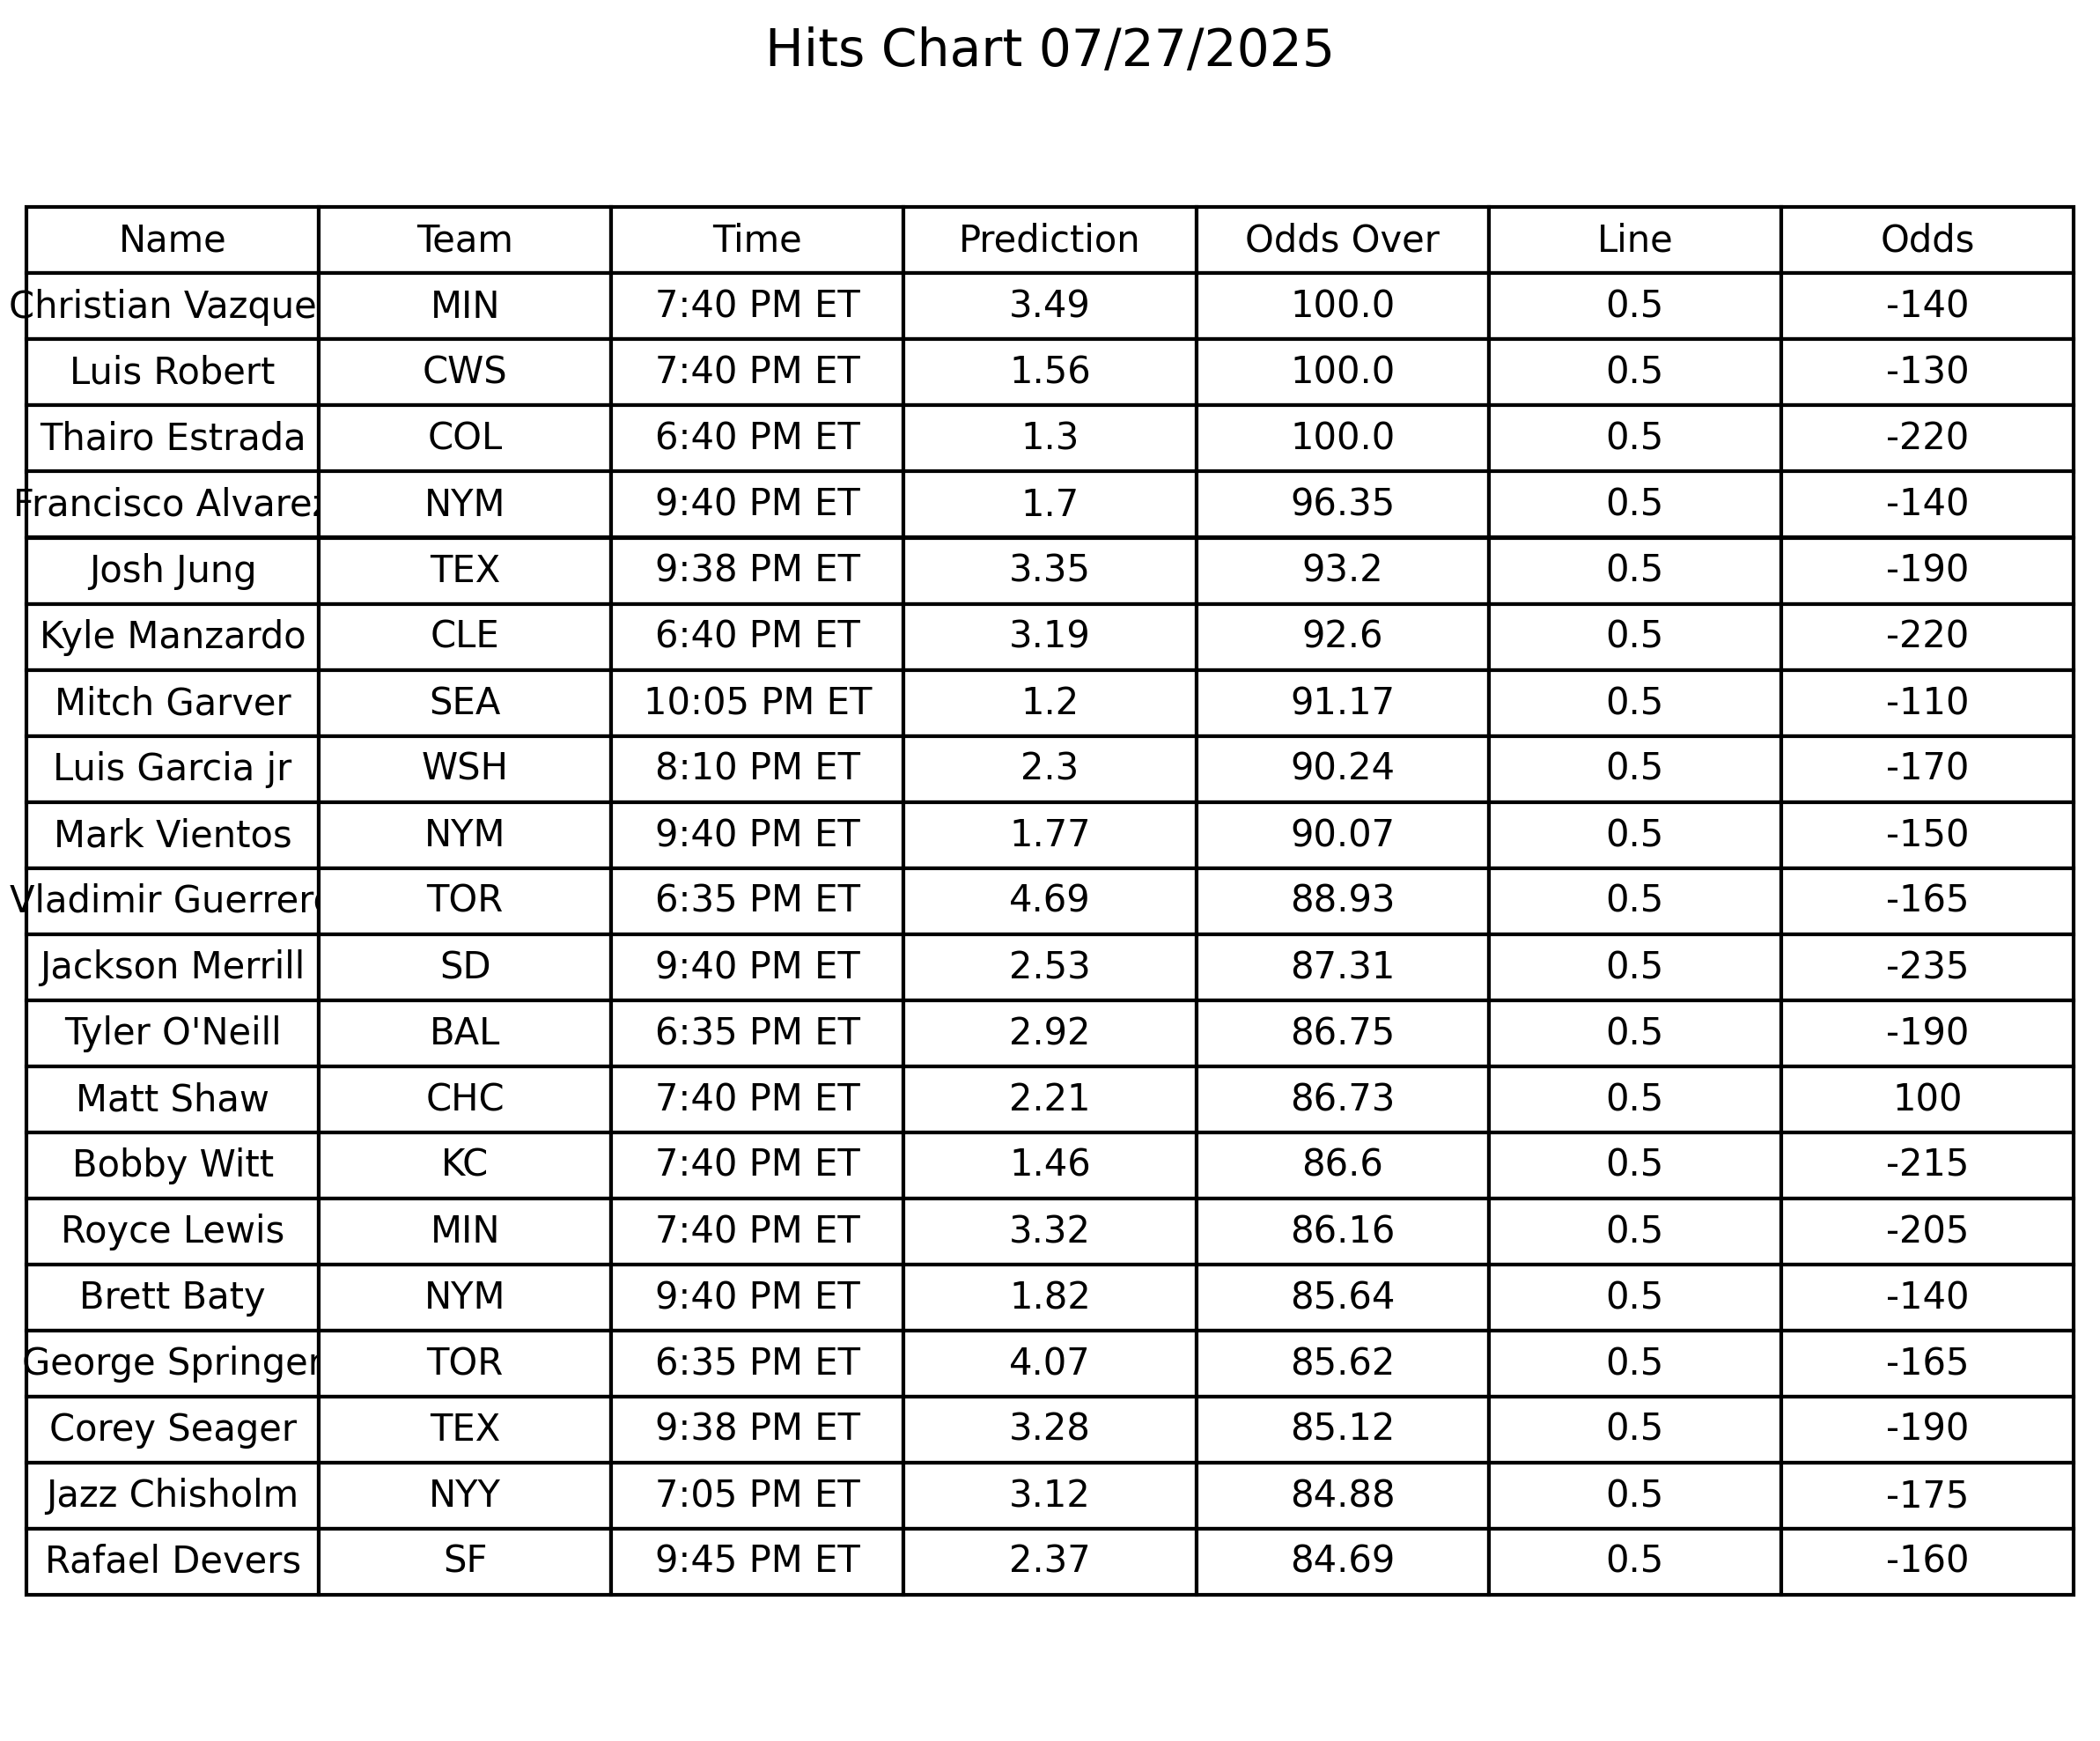 Hits Chart 07/27/2025
Name Team Time Prediction Odds Over Line Odds
Christian Vazque MIN 7:40 PM ET 3.49 100.0 0.5 -140
Luis Robert CWS 7:40 PM ET 1.56 100.0 0.5 -130
Thairo Estrada COL 6:40 PM ET 1.3 100.0 0.5 -220
Francisco Alvarez NYM 9:40 PM ET 1.7 96.35 0.5 -140
Josh Jung TEX 9:38 PM ET 3.35 93.2 0.5 -190
Kyle Manzardo CLE 6:40 PM ET 3.19 92.6 0.5 -220
Mitch Garver SEA 10:05 PM ET 1.2 91.17 0.5 -110
Luis Garcia jr WSH 8:10 PM ET 2.3 90.24 0.5 -170
Mark Vientos NYM 9:40 PM ET 1.77 90.07 0.5 -150
Vladimir Guerrero TOR 6:35 PM ET 4.69 88.93 0.5 -165
Jackson Merrill SD 9:40 PM ET 2.53 87.31 0.5 -235
Tyler O'Neill BAL 6:35 PM ET 2.92 86.75 0.5 -190
Matt Shaw CHC 7:40 PM ET 2.21 86.73 0.5 100
Bobby Witt KC 7:40 PM ET 1.46 86.6 0.5 -215
Royce Lewis MIN 7:40 PM ET 3.32 86.16 0.5 -205
Brett Baty NYM 9:40 PM ET 1.82 85.64 0.5 -140
George Springer TOR 6:35 PM ET 4.07 85.62 0.5 -165
Corey Seager TEX 9:38 PM ET 3.28 85.12 0.5 -190
Jazz Chisholm NYY 7:05 PM ET 3.12 84.88 0.5 -175
Rafael Devers SF 9:45 PM ET 2.37 84.69 0.5 -160